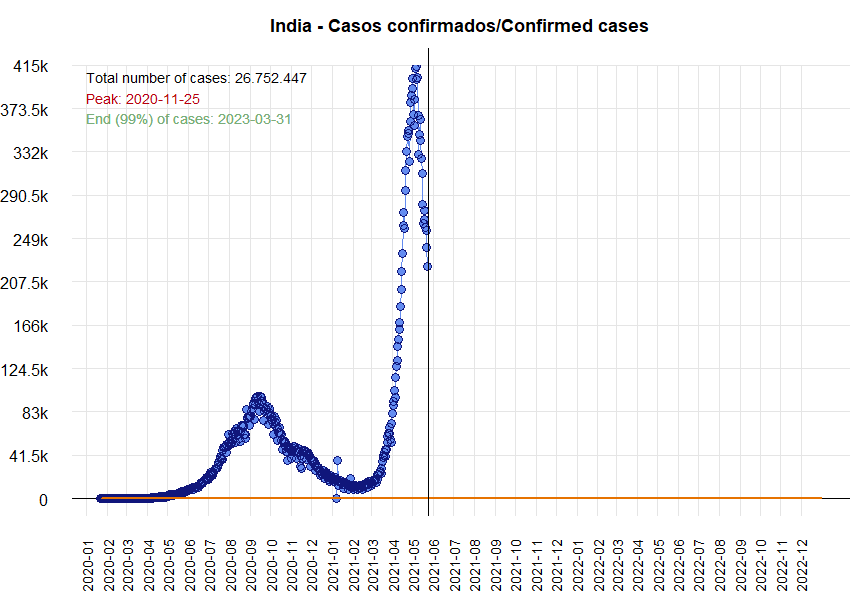 India - Casos confirmados/Confirmed cases
Total number of cases: 26.752.447
Peak: 2020-11-25
End (99%) of cases: 2023-03-31
415k
373.5k
332k
290.5k
249k
207.5k
166k
124.5k
83k
41.5k
0
2020-01
2020-02
2020-03
2020-04
2020-05
2020-06
2020-07
2020-08
2020-09
2020-10
2020-11
2020-12
2021-01
2021-02
2021-03
2021-04
2021-05
2021-06
2021-07
2021-08
2021-09
2021-10
2021-11
2021-12
2022-01
2022-02
2022-03
2022-04
2022-05
2022-06
2022-07
2022-08
2022-09
2022-10
2022-11
2022-12